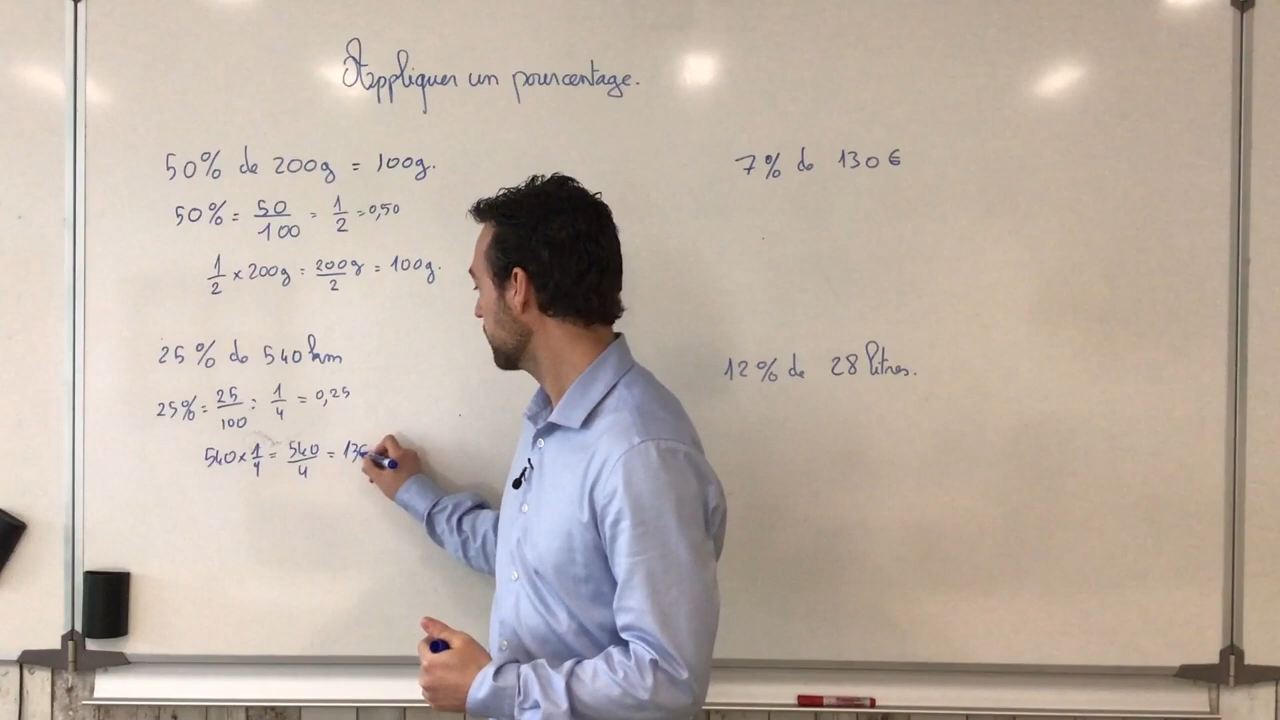 Appliquer un pourcentage.
50% de 200g = 100g.
50% = 50/100 = 1/2 = 0,50
1/2 × 200g = 200g/2 = 100g.
25% de 540 km
25% = 25/100 = 1/4 = 0,25
540 × 1/4 = 540/4 = 13
7% de 130€
12% de 28 litres.